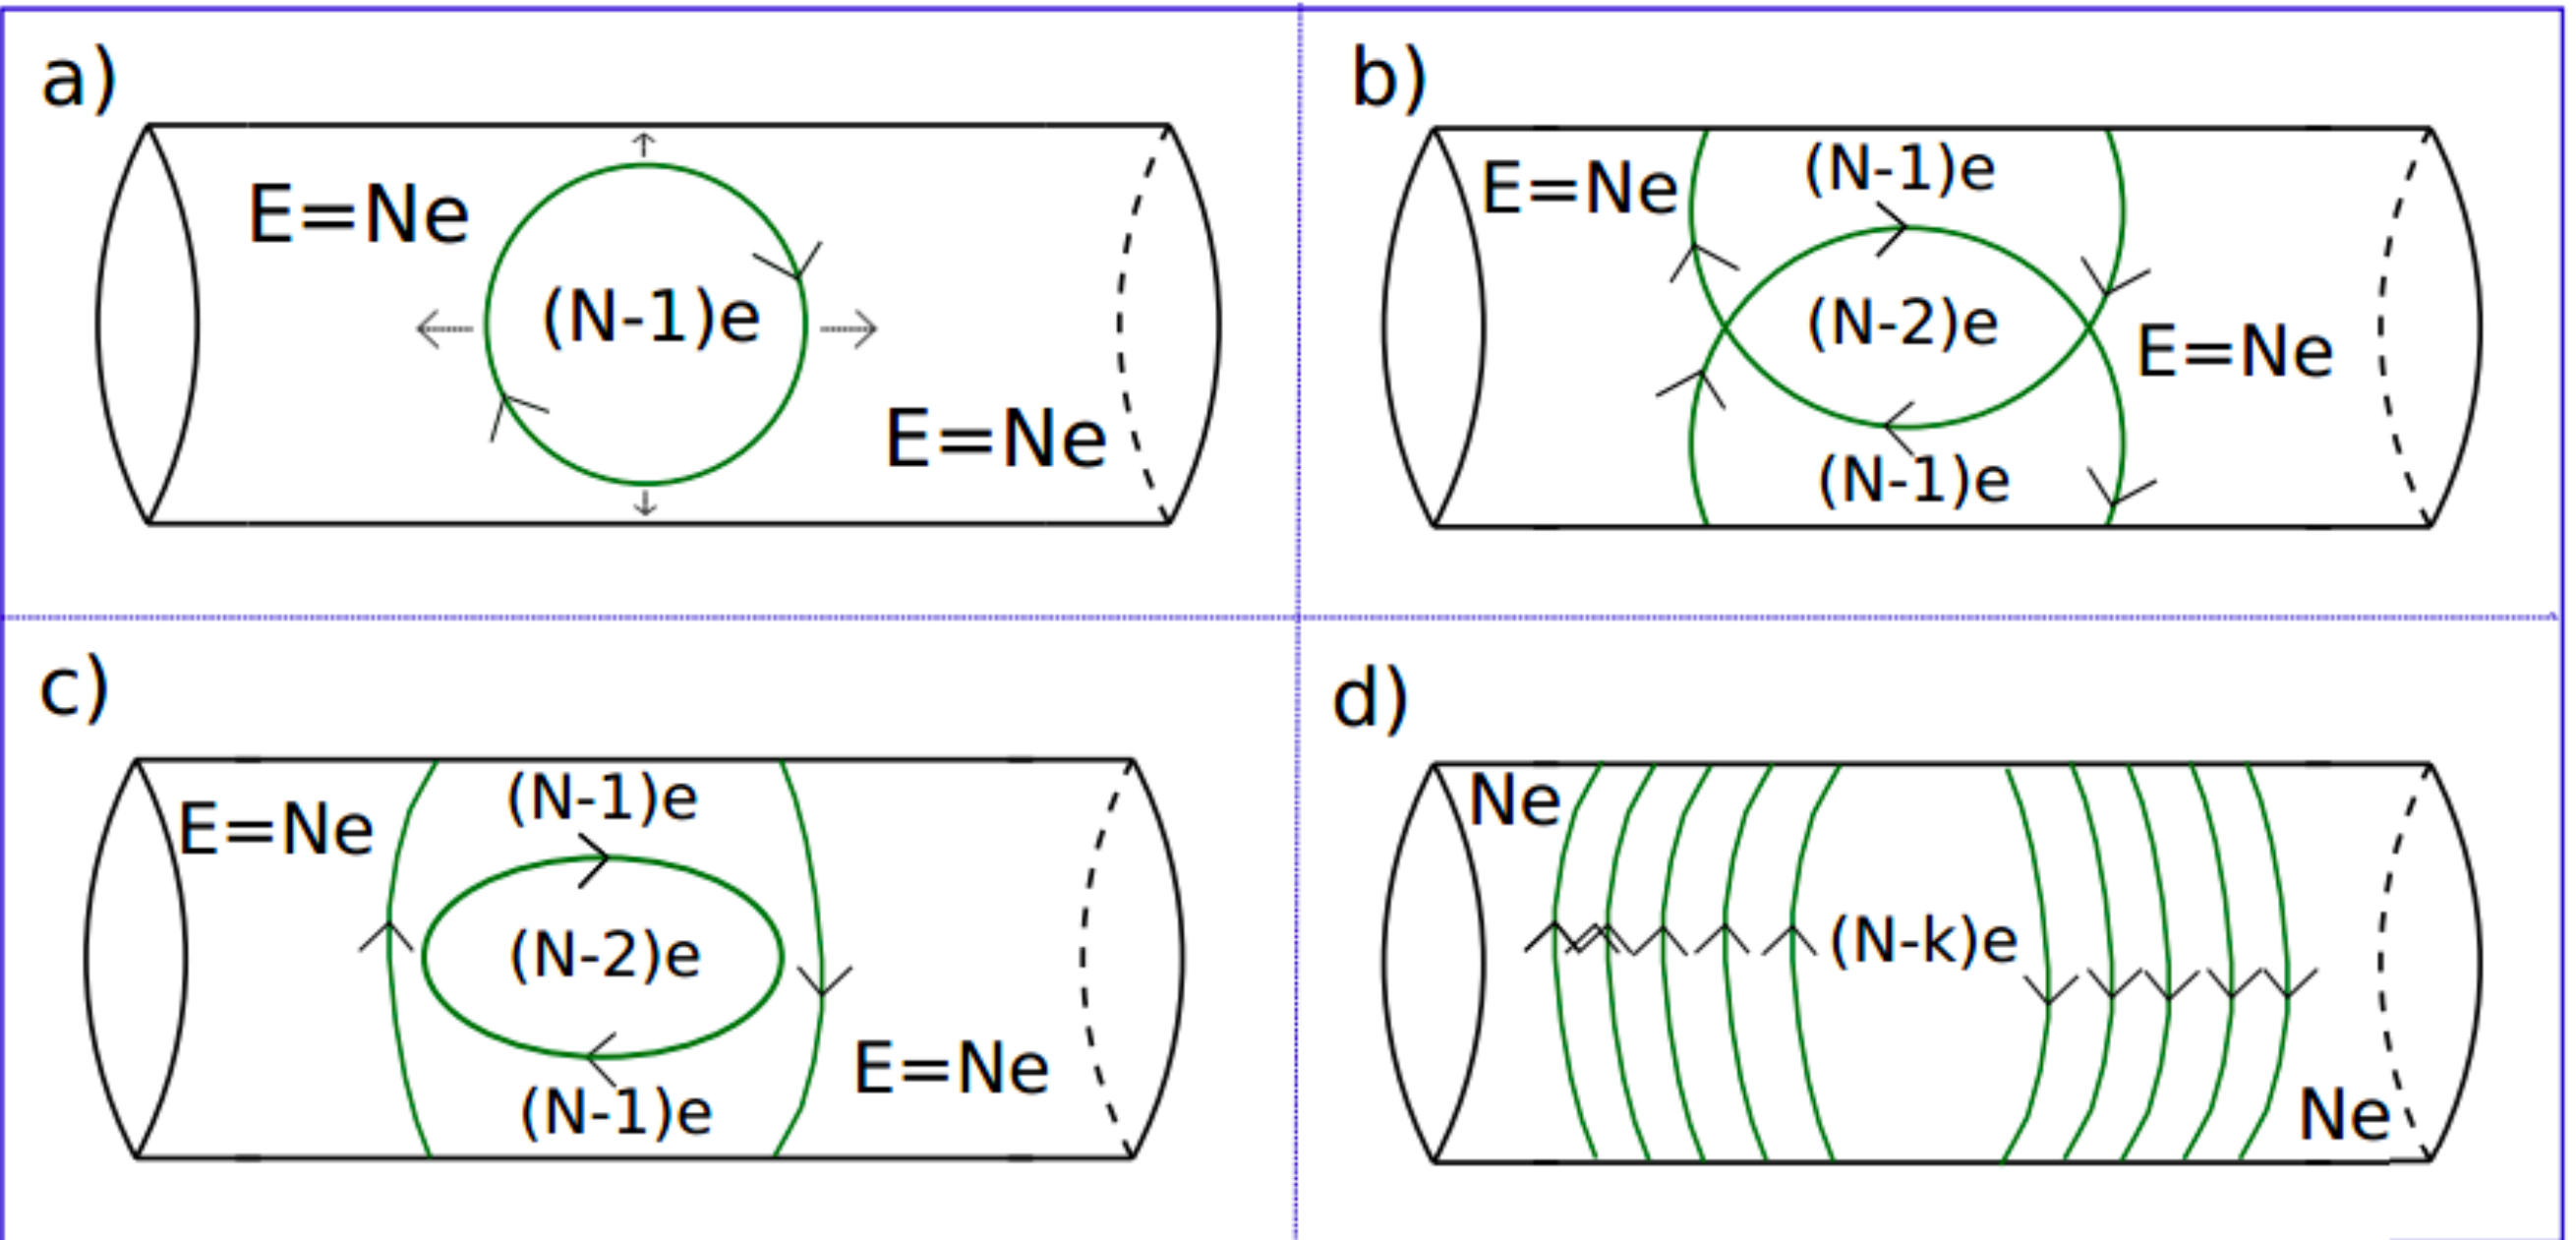 a)
E=Ne
(N-1)e
E=Ne
b)
E=Ne
(N-1)e
(N-2)e
E=Ne
(N-1)e
c)
E=Ne
(N-1)e
(N-2)e
E=Ne
(N-1)e
d)
Ne
(N-k)e
Ne